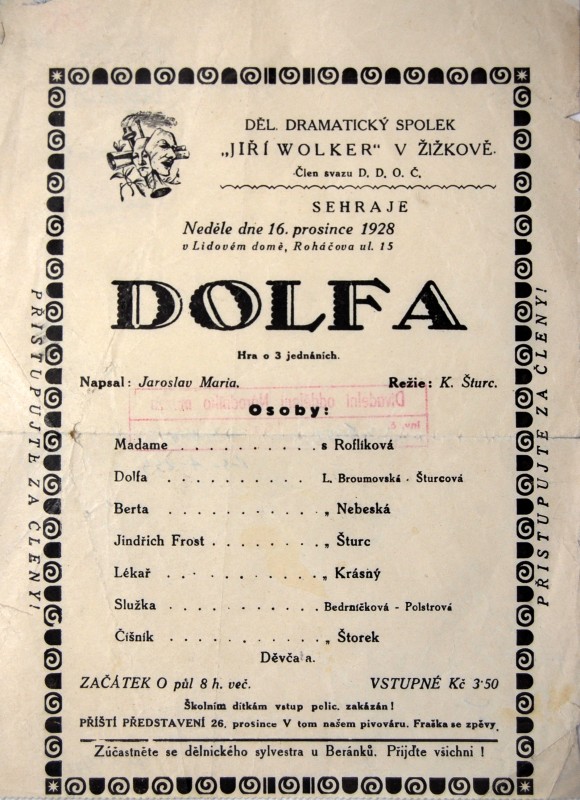 DĚL. DRAMATICKÝ SPOLEK
„JIŘÍ WOLKER" V ŽIŽKOVĚ.
Člen svazu D. D. O. Č.
SEHRAJE
Neděle dne 16. prosince 1928
v Lidovém domě, Roháčova ul. 15
DOLFA
Hra o 3 jednáních.
Napsal: Jaroslav Maria. Režie: K. Šturc.
Osoby:
Madame . . . . . . . . . . s Roflíková
Dolfa . . . . . . . . . . L. Broumovská - Šturcová
Berta . . . . . . . . . . „ Nebeská
Jindřich Frost . . . . . . . . „ Šturc
Lékař . . . . . . . . . . „ Krásný
Služka . . . . . . . . . . Bedrníčková - Polstrová
Číšník . . . . . . . . . . „ Štorek
Děvča a.
ZAČÁTEK O půl 8 h. več. VSTUPNÉ Kč 3·50
Školním dítkám vstup polic. zakázán!
PŘÍŠTÍ PŘEDSTAVENÍ 26. prosince V tom našem pivováru. Fraška se zpěvy
Zúčastněte se dělnického sylvestra u Beránků. Přijďte všichni !
PŘISTUPUJTE ZA ČLENY!
PŘISTUPUJTE ZA ČLENY!
Divadelní oddělení Národního